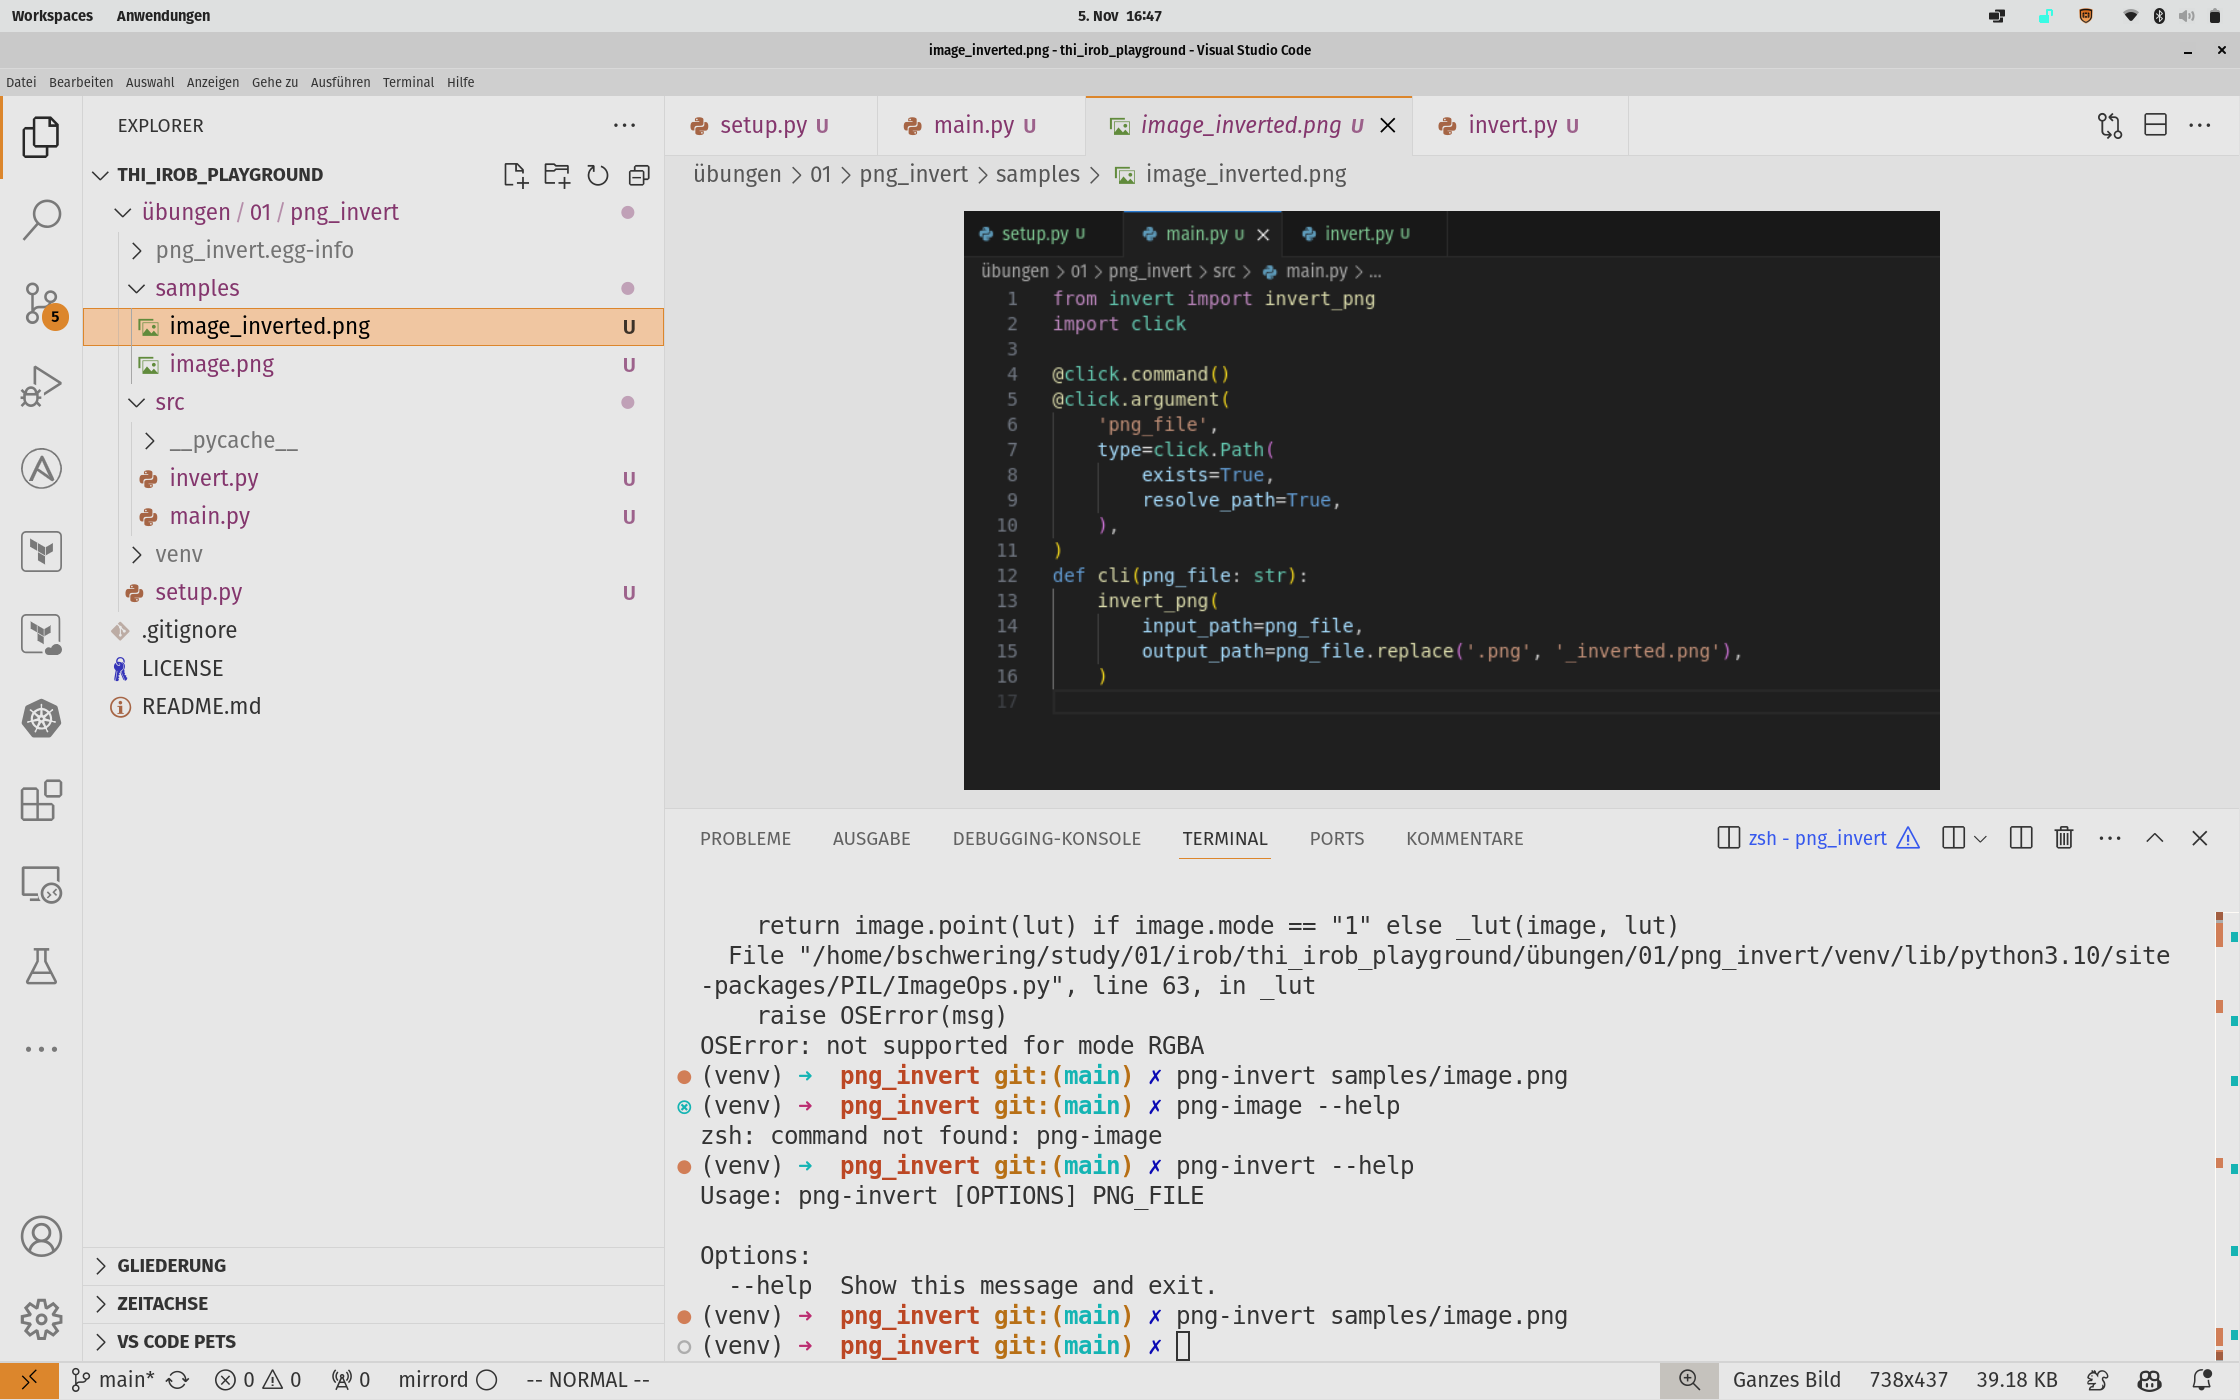 Workspaces Anwendungen 5. Nov 16:47
image_inverted.png - thi_irob_playground - Visual Studio Code
Datei Bearbeiten Auswahl Anzeigen Gehe zu Ausführen Terminal Hilfe
EXPLORER
THI_IROB_PLAYGROUND
übungen / 01 / png_invert
png_invert.egg-info
samples
image_inverted.png U
image.png U
src
__pycache__
invert.py U
main.py U
venv
setup.py U
.gitignore
LICENSE
README.md
5
GLIEDERUNG
ZEITACHSE
VS CODE PETS
setup.py U main.py U image_inverted.png U invert.py U
übungen > 01 > png_invert > samples > image_inverted.png
setup.py U main.py U invert.py U
übungen > 01 > png_invert > src > main.py > ...
1 from invert import invert_png
2 import click
3
4 @click.command()
5 @click.argument(
6     'png_file',
7     type=click.Path(
8         exists=True,
9         resolve_path=True,
10     ),
11 )
12 def cli(png_file: str):
13     invert_png(
14         input_path=png_file,
15         output_path=png_file.replace('.png', '_inverted.png'),
16     )
17
PROBLEME AUSGABE DEBUGGING-KONSOLE TERMINAL PORTS KOMMENTARE zsh - png_invert
    return image.point(lut) if image.mode == "1" else _lut(image, lut)
  File "/home/bschwering/study/01/irob/thi_irob_playground/übungen/01/png_invert/venv/lib/python3.10/site
-packages/PIL/ImageOps.py", line 63, in _lut
    raise OSError(msg)
OSError: not supported for mode RGBA
(venv) ➜  png_invert git:(main) ✗ png-invert samples/image.png
(venv) ➜  png_invert git:(main) ✗ png-image --help
zsh: command not found: png-image
(venv) ➜  png_invert git:(main) ✗ png-invert --help
Usage: png-invert [OPTIONS] PNG_FILE
Options:
  --help  Show this message and exit.
(venv) ➜  png_invert git:(main) ✗ png-invert samples/image.png
(venv) ➜  png_invert git:(main) ✗
main* 0 0 0 mirrord -- NORMAL -- Ganzes Bild 738x437 39.18 KB